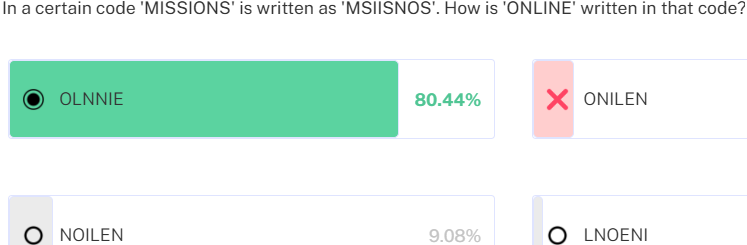 In a certain code 'MISSIONS' is written as 'MSIISNOS'. How is 'ONLINE' written in that code?
OLNNIE 80.44% ONILEN
NOILEN 9.08% LNOENI